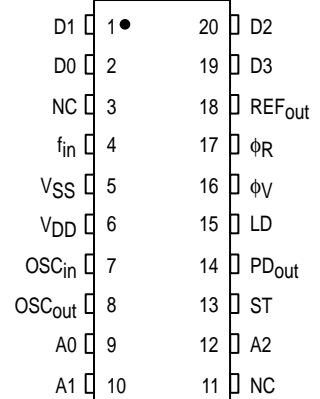 D1 1 20 D2
D0 2 19 D3
NC 3 18 REFout
fin 4 17 ϕR
VSS 5 16 ϕV
VDD 6 15 LD
OSCin 7 14 PDout
OSCout 8 13 ST
A0 9 12 A2
A1 10 11 NC